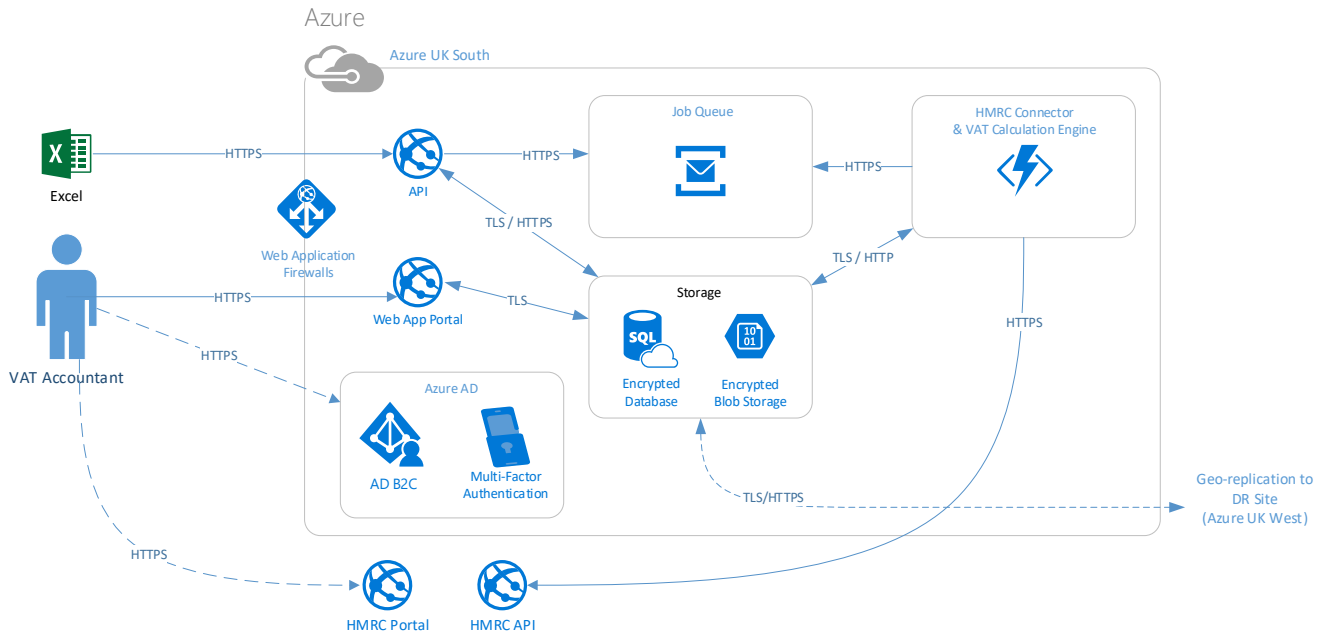 Azure
Azure UK South
Job Queue
HMRC Connector
& VAT Calculation Engine
X
Excel
HTTPS
API
HTTPS
HTTPS
Web Application
Firewalls
TLS / HTTPS
TLS / HTTP
VAT Accountant
HTTPS
Web App Portal
TLS
Storage
SQL
10
01
Encrypted
Database
Encrypted
Blob Storage
HTTPS
HTTPS
Azure AD
AD B2C
Multi-Factor
Authentication
TLS/HTTPS
Geo-replication to
DR Site
(Azure UK West)
HTTPS
HMRC Portal
HMRC API